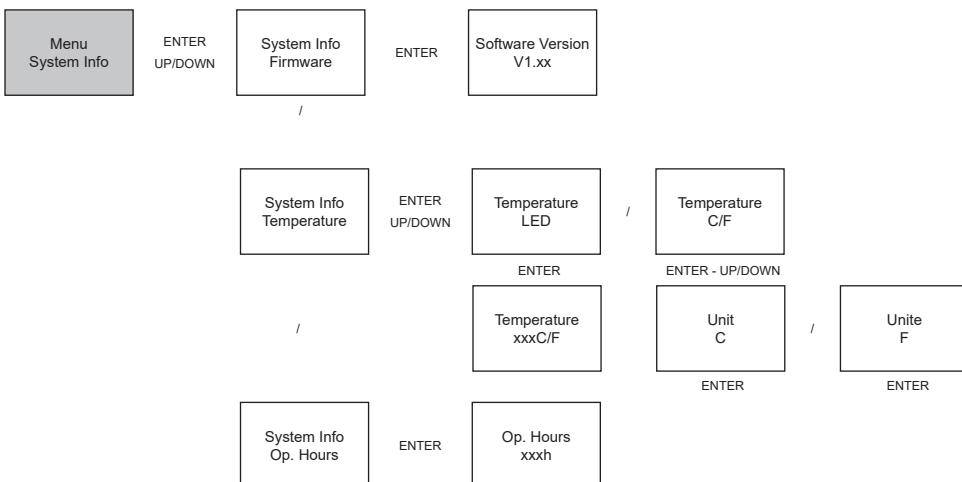 Menu
System Info
ENTER
UP/DOWN
System Info
Firmware
ENTER
Software Version
V1.xx
/
System Info
Temperature
ENTER
UP/DOWN
Temperature
LED
/
Temperature
C/F
ENTER
ENTER - UP/DOWN
/
Temperature
xxxC/F
Unit
C
/
Unite
F
ENTER
ENTER
System Info
Op. Hours
ENTER
Op. Hours
xxxh